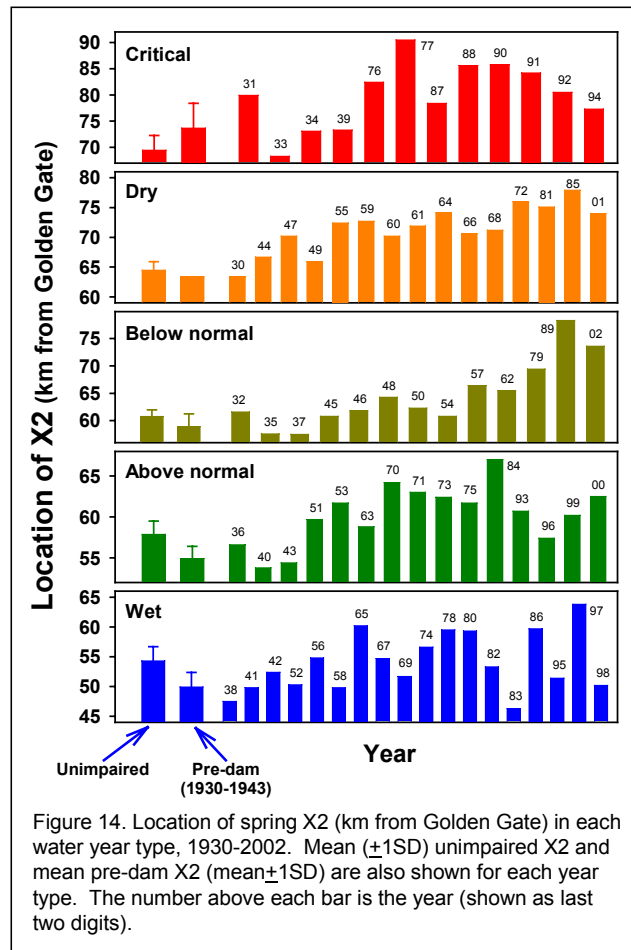 Location of X2 (km from Golden Gate)
Critical
90
85
80
75
70
31 33 34 39 76 77 87 88 90 91 92 94
Dry
80
75
70
65
60
30 44 47 49 55 59 60 61 64 66 68 72 81 85 01
Below normal
75
70
65
60
32 35 37 45 46 48 50 54 57 62 79 89 02
Above normal
65
60
55
36 40 43 51 53 63 70 71 73 75 84 93 96 99 00
Wet
65
60
55
50
45
38 41 42 52 56 58 65 67 69 74 78 80 82 83 86 95 97 98
Unimpaired
Pre-dam
(1930-1943)
Year
Figure 14. Location of spring X2 (km from Golden Gate) in each
water year type, 1930-2002. Mean (±1SD) unimpaired X2 and
mean pre-dam X2 (mean±1SD) are also shown for each year
type. The number above each bar is the year (shown as last
two digits).